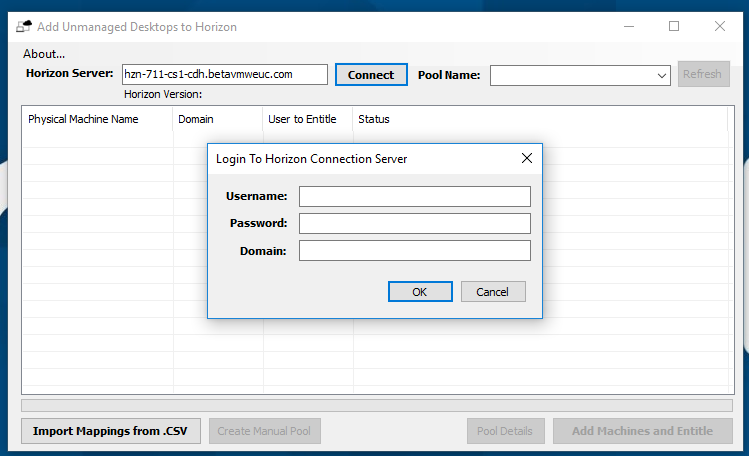 Add Unmanaged Desktops to Horizon
About...
Horizon Server: hzn-711-cs1-cdh.betavmweuc.com Connect Pool Name: Refresh
Horizon Version:
Physical Machine Name Domain User to Entitle Status
Login To Horizon Connection Server
Username:
Password:
Domain:
OK Cancel
Import Mappings from .CSV Create Manual Pool Pool Details Add Machines and Entitle